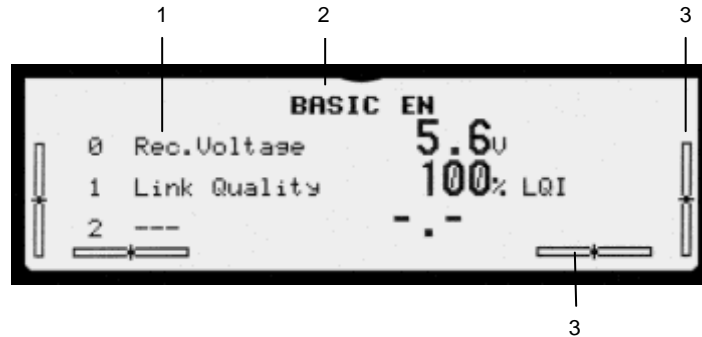 1 2 3
BASIC EN
0 Rec.Voltage 5.6V
1 Link Quality 100% LQI
2 --- -.-
3